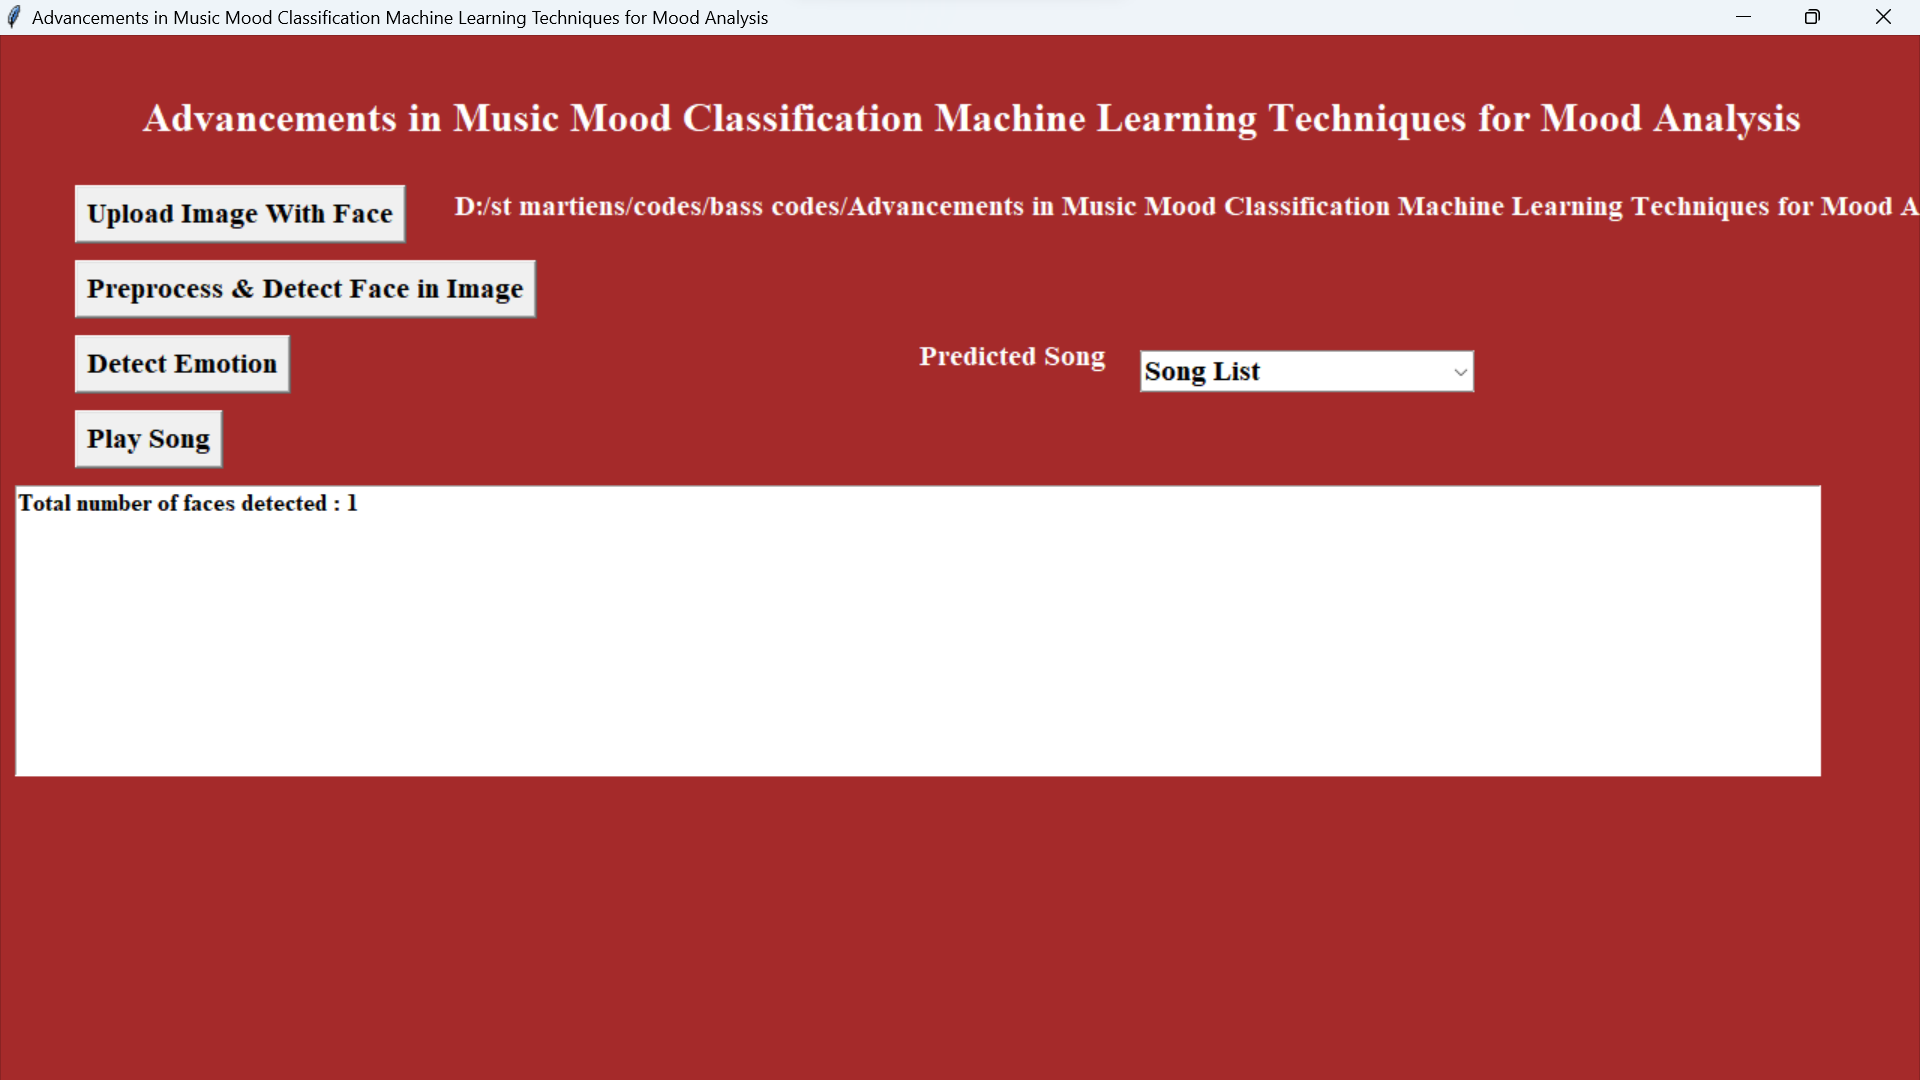 Advancements in Music Mood Classification Machine Learning Techniques for Mood Analysis
Advancements in Music Mood Classification Machine Learning Techniques for Mood Analysis
Upload Image With Face
D:/st martiens/codes/bass codes/Advancements in Music Mood Classification Machine Learning Techniques for Mood A
Preprocess & Detect Face in Image
Detect Emotion
Predicted Song
Song List
Play Song
Total number of faces detected : 1